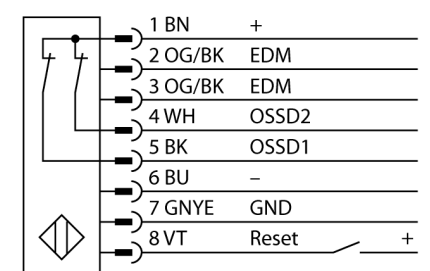 1 BN +
2 OG/BK EDM
3 OG/BK EDM
4 WH OSSD2
5 BK OSSD1
6 BU –
7 GNYE GND
8 VT Reset +